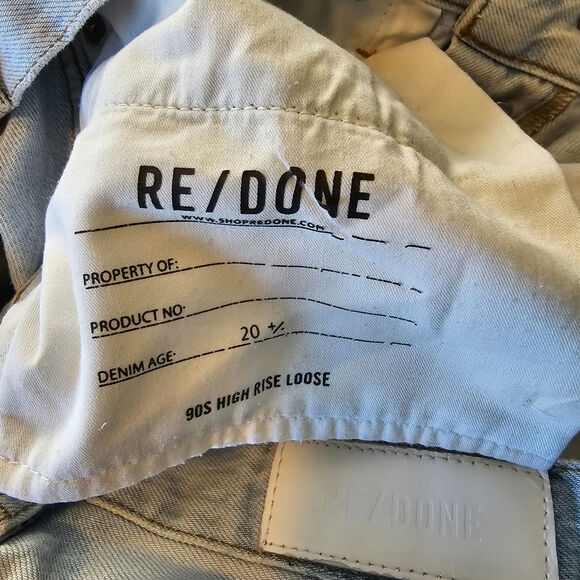 RE/DONE
WWW.SHOPREDONE.COM
PROPERTY OF:
PRODUCT NO:
DENIM AGE: 20 +/-
90S HIGH RISE LOOSE
RE/DONE